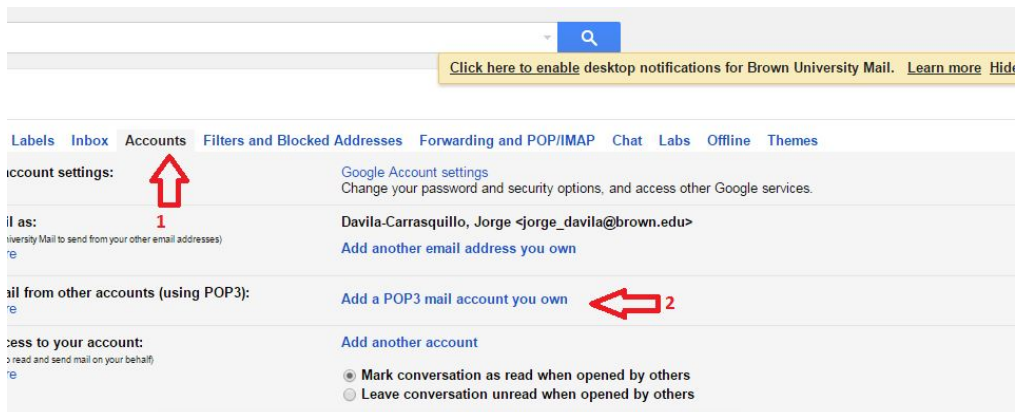 Click here to enable desktop notifications for Brown University Mail. Learn more Hide
Labels Inbox Accounts Filters and Blocked Addresses Forwarding and POP/IMAP Chat Labs Offline Themes
account settings: Google Account settings
Change your password and security options, and access other Google services.
1
il as: Davila-Carrasquillo, Jorge <jorge_davila@brown.edu>
niversity Mail to send from your other email addresses)
re Add another email address you own
ail from other accounts (using POP3): Add a POP3 mail account you own 2
re
cess to your account: Add another account
o read and send mail on your behalf)
re Mark conversation as read when opened by others
Leave conversation unread when opened by others